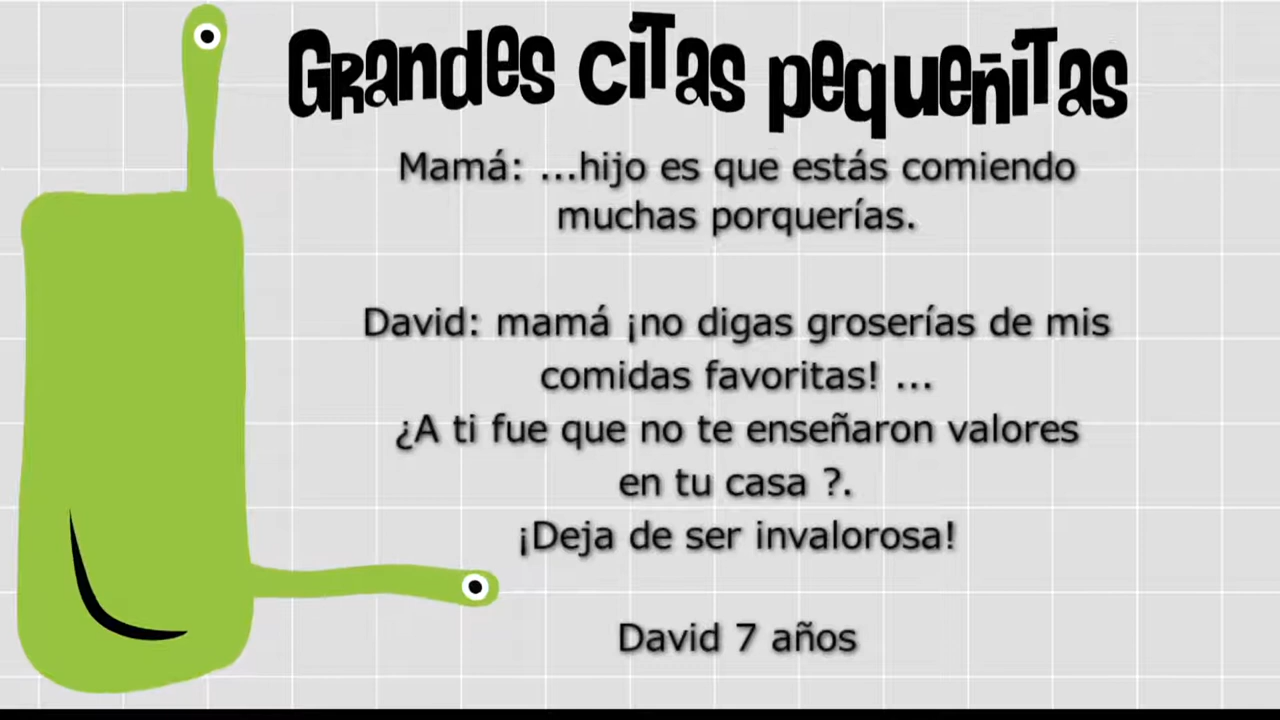 Grandes citas pequeñitas
Mamá: ...hijo es que estás comiendo
muchas porquerías.
David: mamá ¡no digas groserías de mis
comidas favoritas! ...
¿A ti fue que no te enseñaron valores
en tu casa ?.
¡Deja de ser invalorosa!
David 7 años